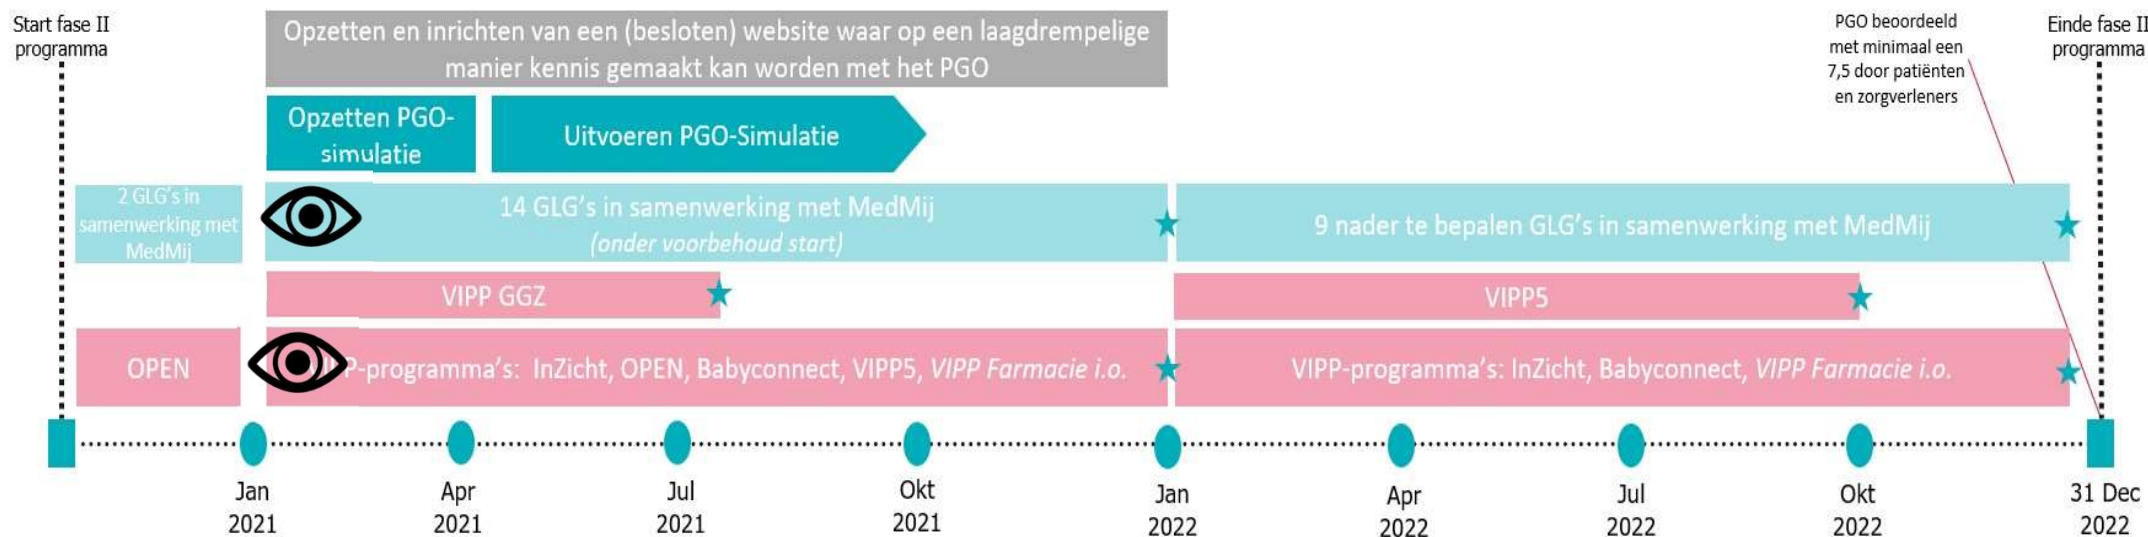 Start fase II
programma
Opzetten en inrichten van een (besloten) website waar op een laagdrempelige
manier kennis gemaakt kan worden met het PGO
PGO beoordeeld
met minimaal een
7,5 door patiënten
en zorgverleners
Einde fase II
programma
Opzetten PGO-
simulatie
Uitvoeren PGO-Simulatie
2 GLG's in
samenwerking met
MedMij
14 GLG's in samenwerking met MedMij
(onder voorbehoud start)
9 nader te bepalen GLG's in samenwerking met MedMij
VIPP GGZ
VIPP5
OPEN
VIPP-programma's: InZicht, OPEN, Babyconnect, VIPP5, VIPP Farmacie i.o.
VIPP-programma's: InZicht, Babyconnect, VIPP Farmacie i.o.
Jan
2021
Apr
2021
Jul
2021
Okt
2021
Jan
2022
Apr
2022
Jul
2022
Okt
2022
31 Dec
2022